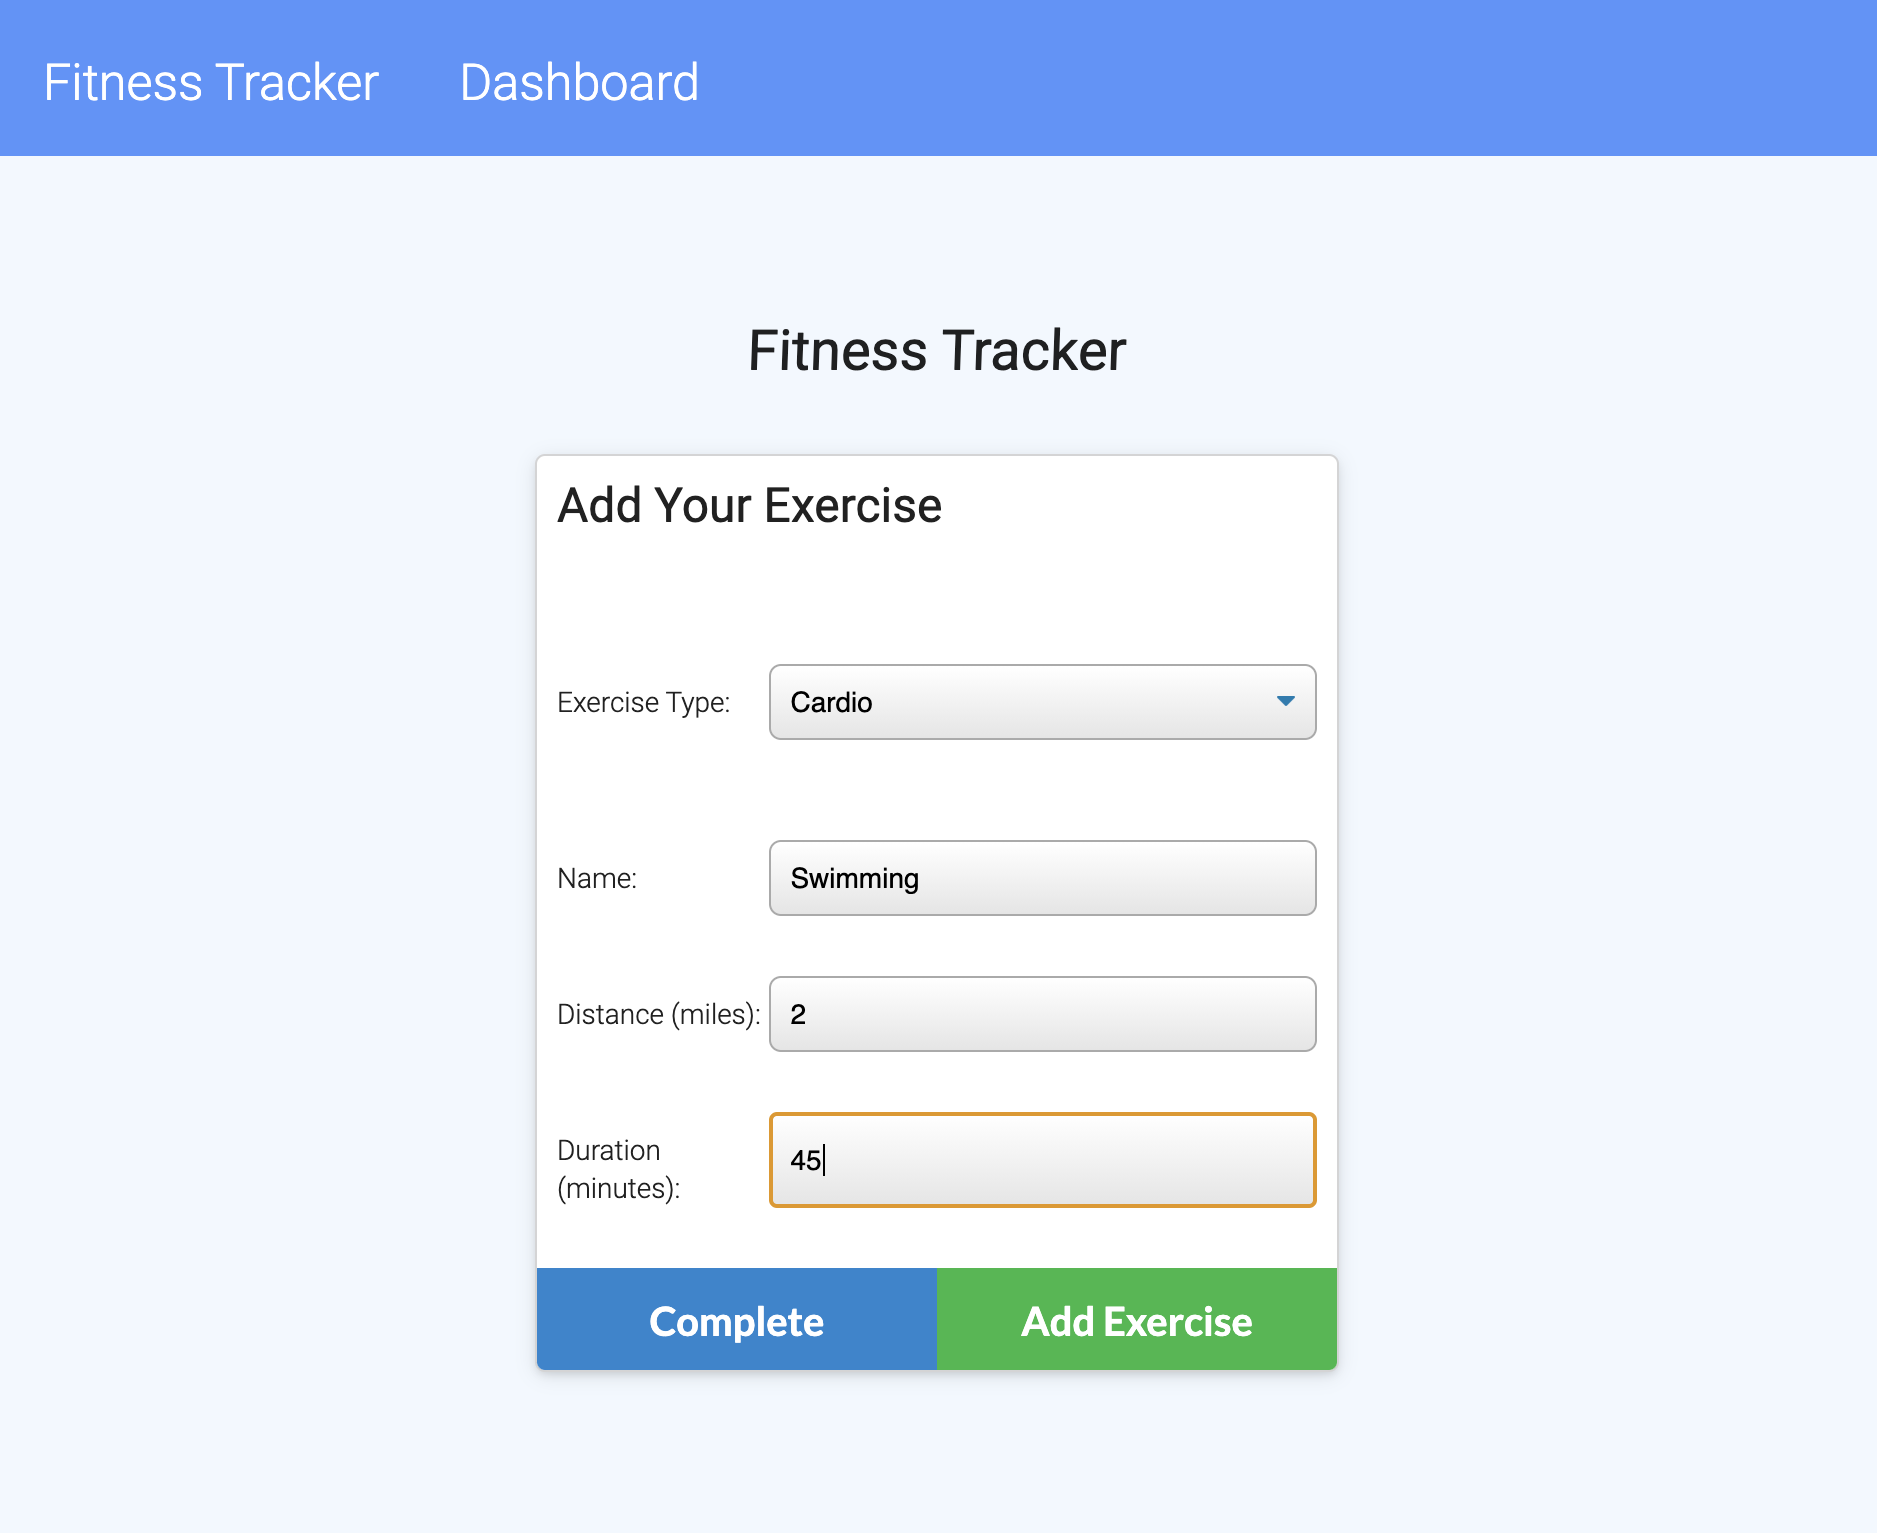 Fitness Tracker Dashboard
Fitness Tracker
Add Your Exercise
Exercise Type: Cardio
Name: Swimming
Distance (miles): 2
Duration
(minutes): 45
Complete Add Exercise